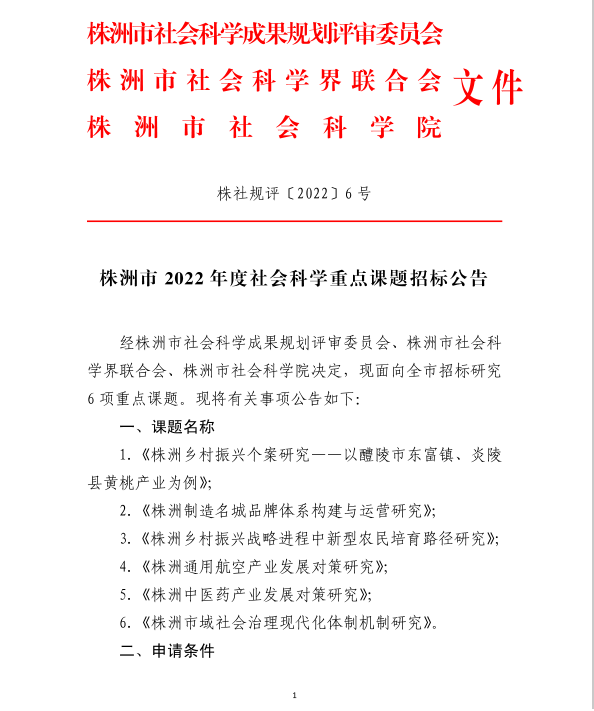 株洲市社会科学成果规划评审委员会
株洲市社会科学界联合会 文件
株洲市社会科学院
株社规评〔2022〕6 号
株洲市 2022 年度社会科学重点课题招标公告
经株洲市社会科学成果规划评审委员会、株洲市社会科
学界联合会、株洲市社会科学院决定，现面向全市招标研究
6 项重点课题。现将有关事项公告如下：
一、课题名称
1.《株洲乡村振兴个案研究——以醴陵市东富镇、炎陵
县黄桃产业为例》；
2.《株洲制造名城品牌体系构建与运营研究》；
3.《株洲乡村振兴战略进程中新型农民培育路径研究》；
4.《株洲通用航空产业发展对策研究》；
5.《株洲中医药产业发展对策研究》；
6.《株洲市域社会治理现代化体制机制研究》。
二、申请条件
1